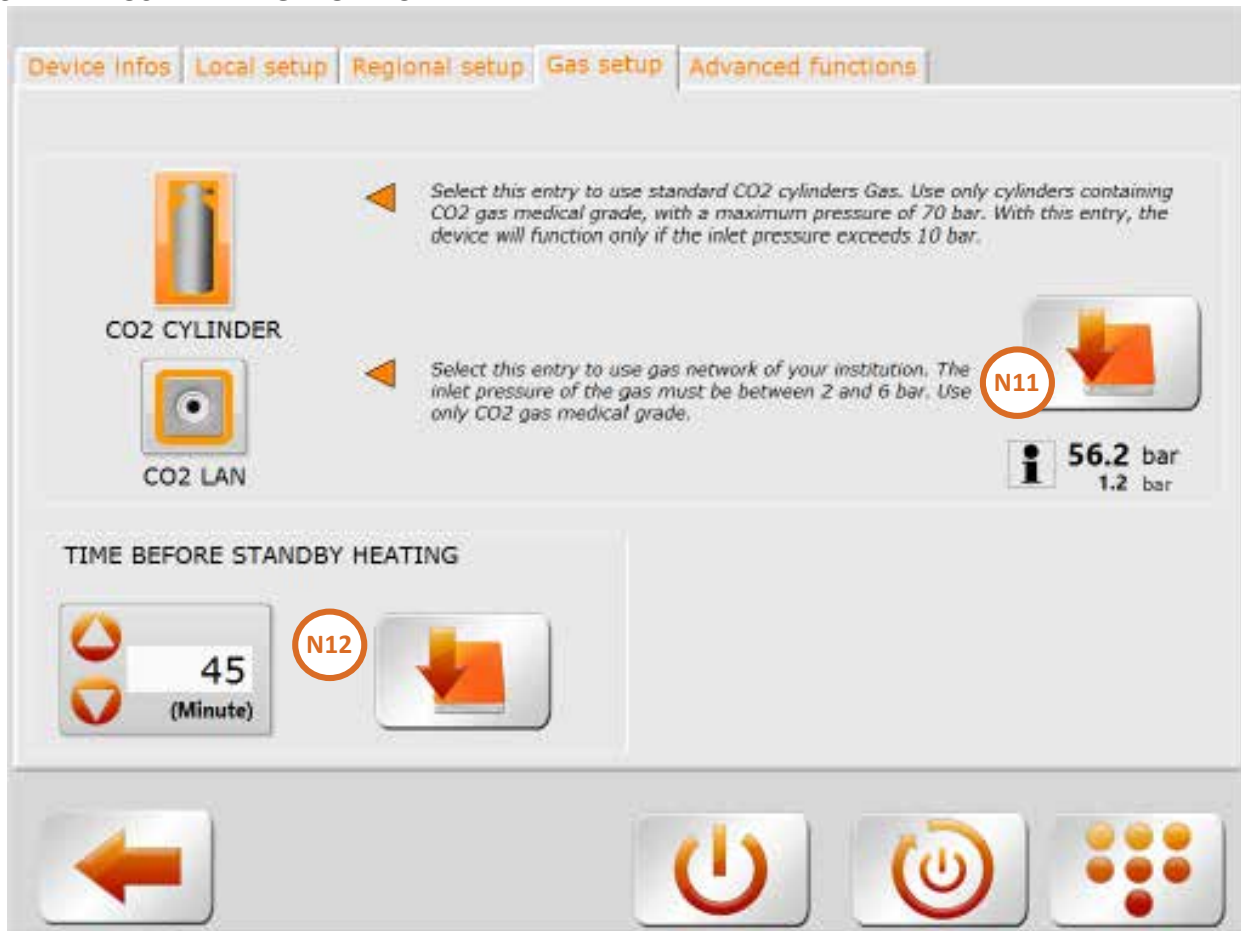 Device infos Local setup Regional setup Gas setup Advanced functions
Select this entry to use standard CO2 cylinders Gas. Use only cylinders containing
CO2 gas medical grade, with a maximum pressure of 70 bar. With this entry, the
device will function only if the inlet pressure exceeds 10 bar.
CO2 CYLINDER
Select this entry to use gas network of your institution. The
inlet pressure of the gas must be between 2 and 6 bar. Use
only CO2 gas medical grade.
N11
CO2 LAN
56.2 bar
1.2 bar
TIME BEFORE STANDBY HEATING
45
(Minute)
N12